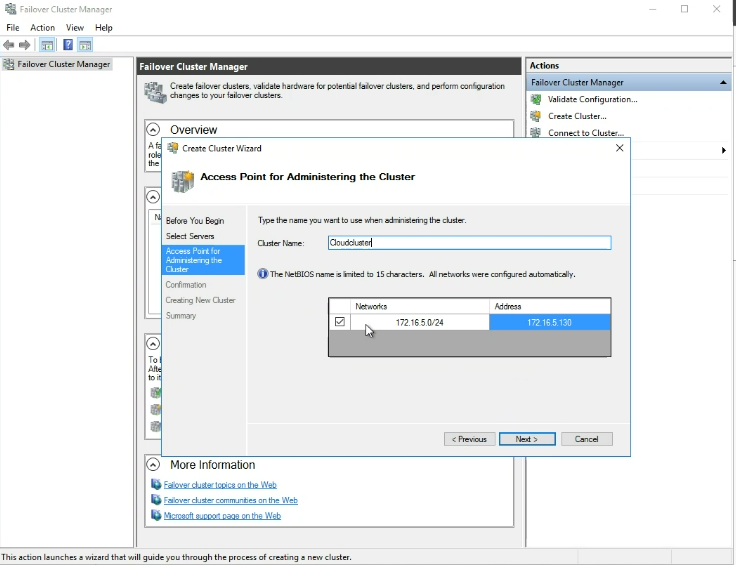 Failover Cluster Manager
File Action View Help
Failover Cluster Manager
Failover Cluster Manager
Create failover clusters, validate hardware for potential failover clusters, and perform configuration
changes to your failover clusters.
Overview
A fa
role
the
N
To b
Afte
to it
More Information
Failover cluster topics on the Web
Failover cluster communities on the Web
Microsoft support page on the Web
Actions
Failover Cluster Manager
Validate Configuration...
Create Cluster...
Connect to Cluster...
Create Cluster Wizard
Access Point for Administering the Cluster
Before You Begin
Select Servers
Access Point for
Administering the
Cluster
Confirmation
Creating New Cluster
Summary
Type the name you want to use when administering the cluster.
Cluster Name: Cloudcluster
The NetBIOS name is limited to 15 characters. All networks were configured automatically.
Networks Address
172.16.5.0/24 172.16.5.130
< Previous Next > Cancel
This action launches a wizard that will guide you through the process of creating a new cluster.